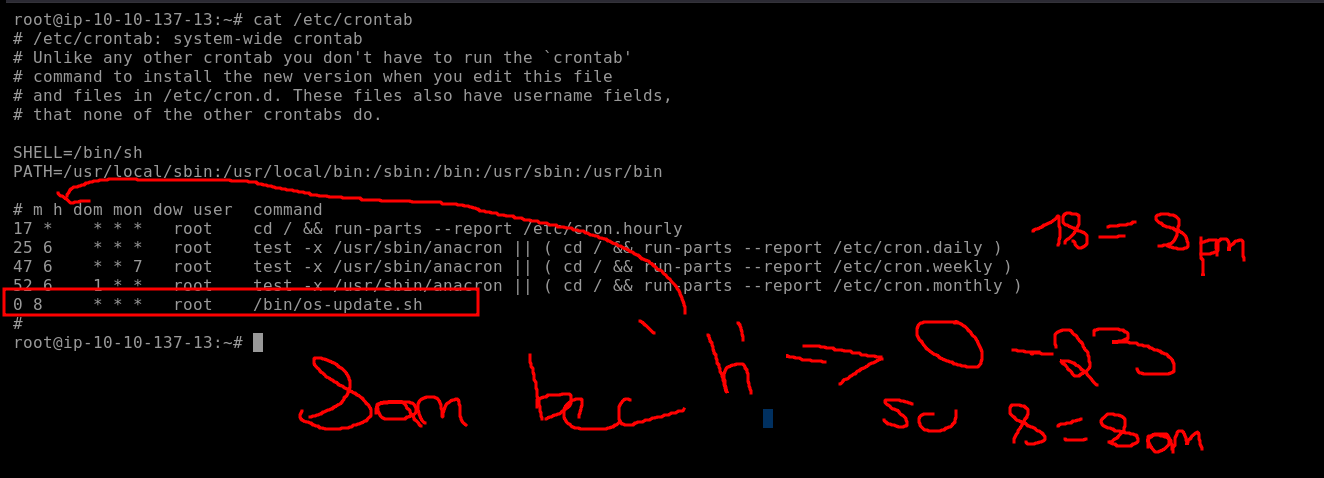 root@ip-10-10-137-13:~# cat /etc/crontab
# /etc/crontab: system-wide crontab
# Unlike any other crontab you don't have to run the `crontab'
# command to install the new version when you edit this file
# and files in /etc/cron.d. These files also have username fields,
# that none of the other crontabs do.
SHELL=/bin/sh
PATH=/usr/local/sbin:/usr/local/bin:/sbin:/bin:/usr/sbin:/usr/bin
# m h dom mon dow user  command
17 *    * * *   root    cd / && run-parts --report /etc/cron.hourly
25 6    * * *   root    test -x /usr/sbin/anacron || ( cd / && run-parts --report /etc/cron.daily )
47 6    * * 7   root    test -x /usr/sbin/anacron || ( cd / && run-parts --report /etc/cron.weekly )
52 6    1 * *   root    test -x /usr/sbin/anacron || ( cd / && run-parts --report /etc/cron.monthly )
0 8     * * *   root    /bin/os-update.sh
#
root@ip-10-10-137-13:~#
18 = 8pm
8am bec "h" => 0-23
so 8=8am